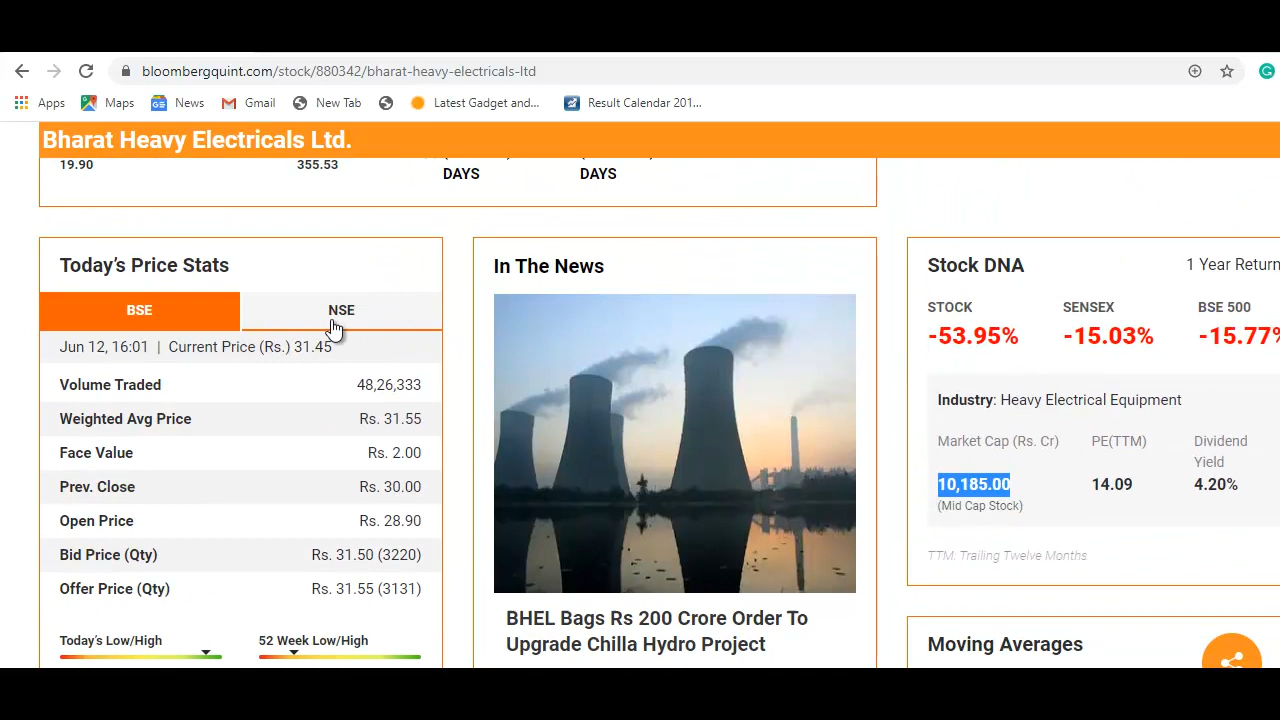 bloombergquint.com/stock/880342/bharat-heavy-electricals-ltd
Apps Maps News Gmail New Tab Latest Gadget and... Result Calendar 201...
Bharat Heavy Electricals Ltd.
19.90 355.53
DAYS DAYS
Today's Price Stats
BSE NSE
Jun 12, 16:01 | Current Price (Rs.) 31.45
Volume Traded 48,26,333
Weighted Avg Price Rs. 31.55
Face Value Rs. 2.00
Prev. Close Rs. 30.00
Open Price Rs. 28.90
Bid Price (Qty) Rs. 31.50 (3220)
Offer Price (Qty) Rs. 31.55 (3131)
Today's Low/High 52 Week Low/High
In The News
BHEL Bags Rs 200 Crore Order To
Upgrade Chilla Hydro Project
Stock DNA 1 Year Return
STOCK SENSEX BSE 500
-53.95% -15.03% -15.77%
Industry: Heavy Electrical Equipment
Market Cap (Rs. Cr) PE(TTM) Dividend
Yield
10,185.00 14.09 4.20%
(Mid Cap Stock)
TTM: Trailing Twelve Months
Moving Averages